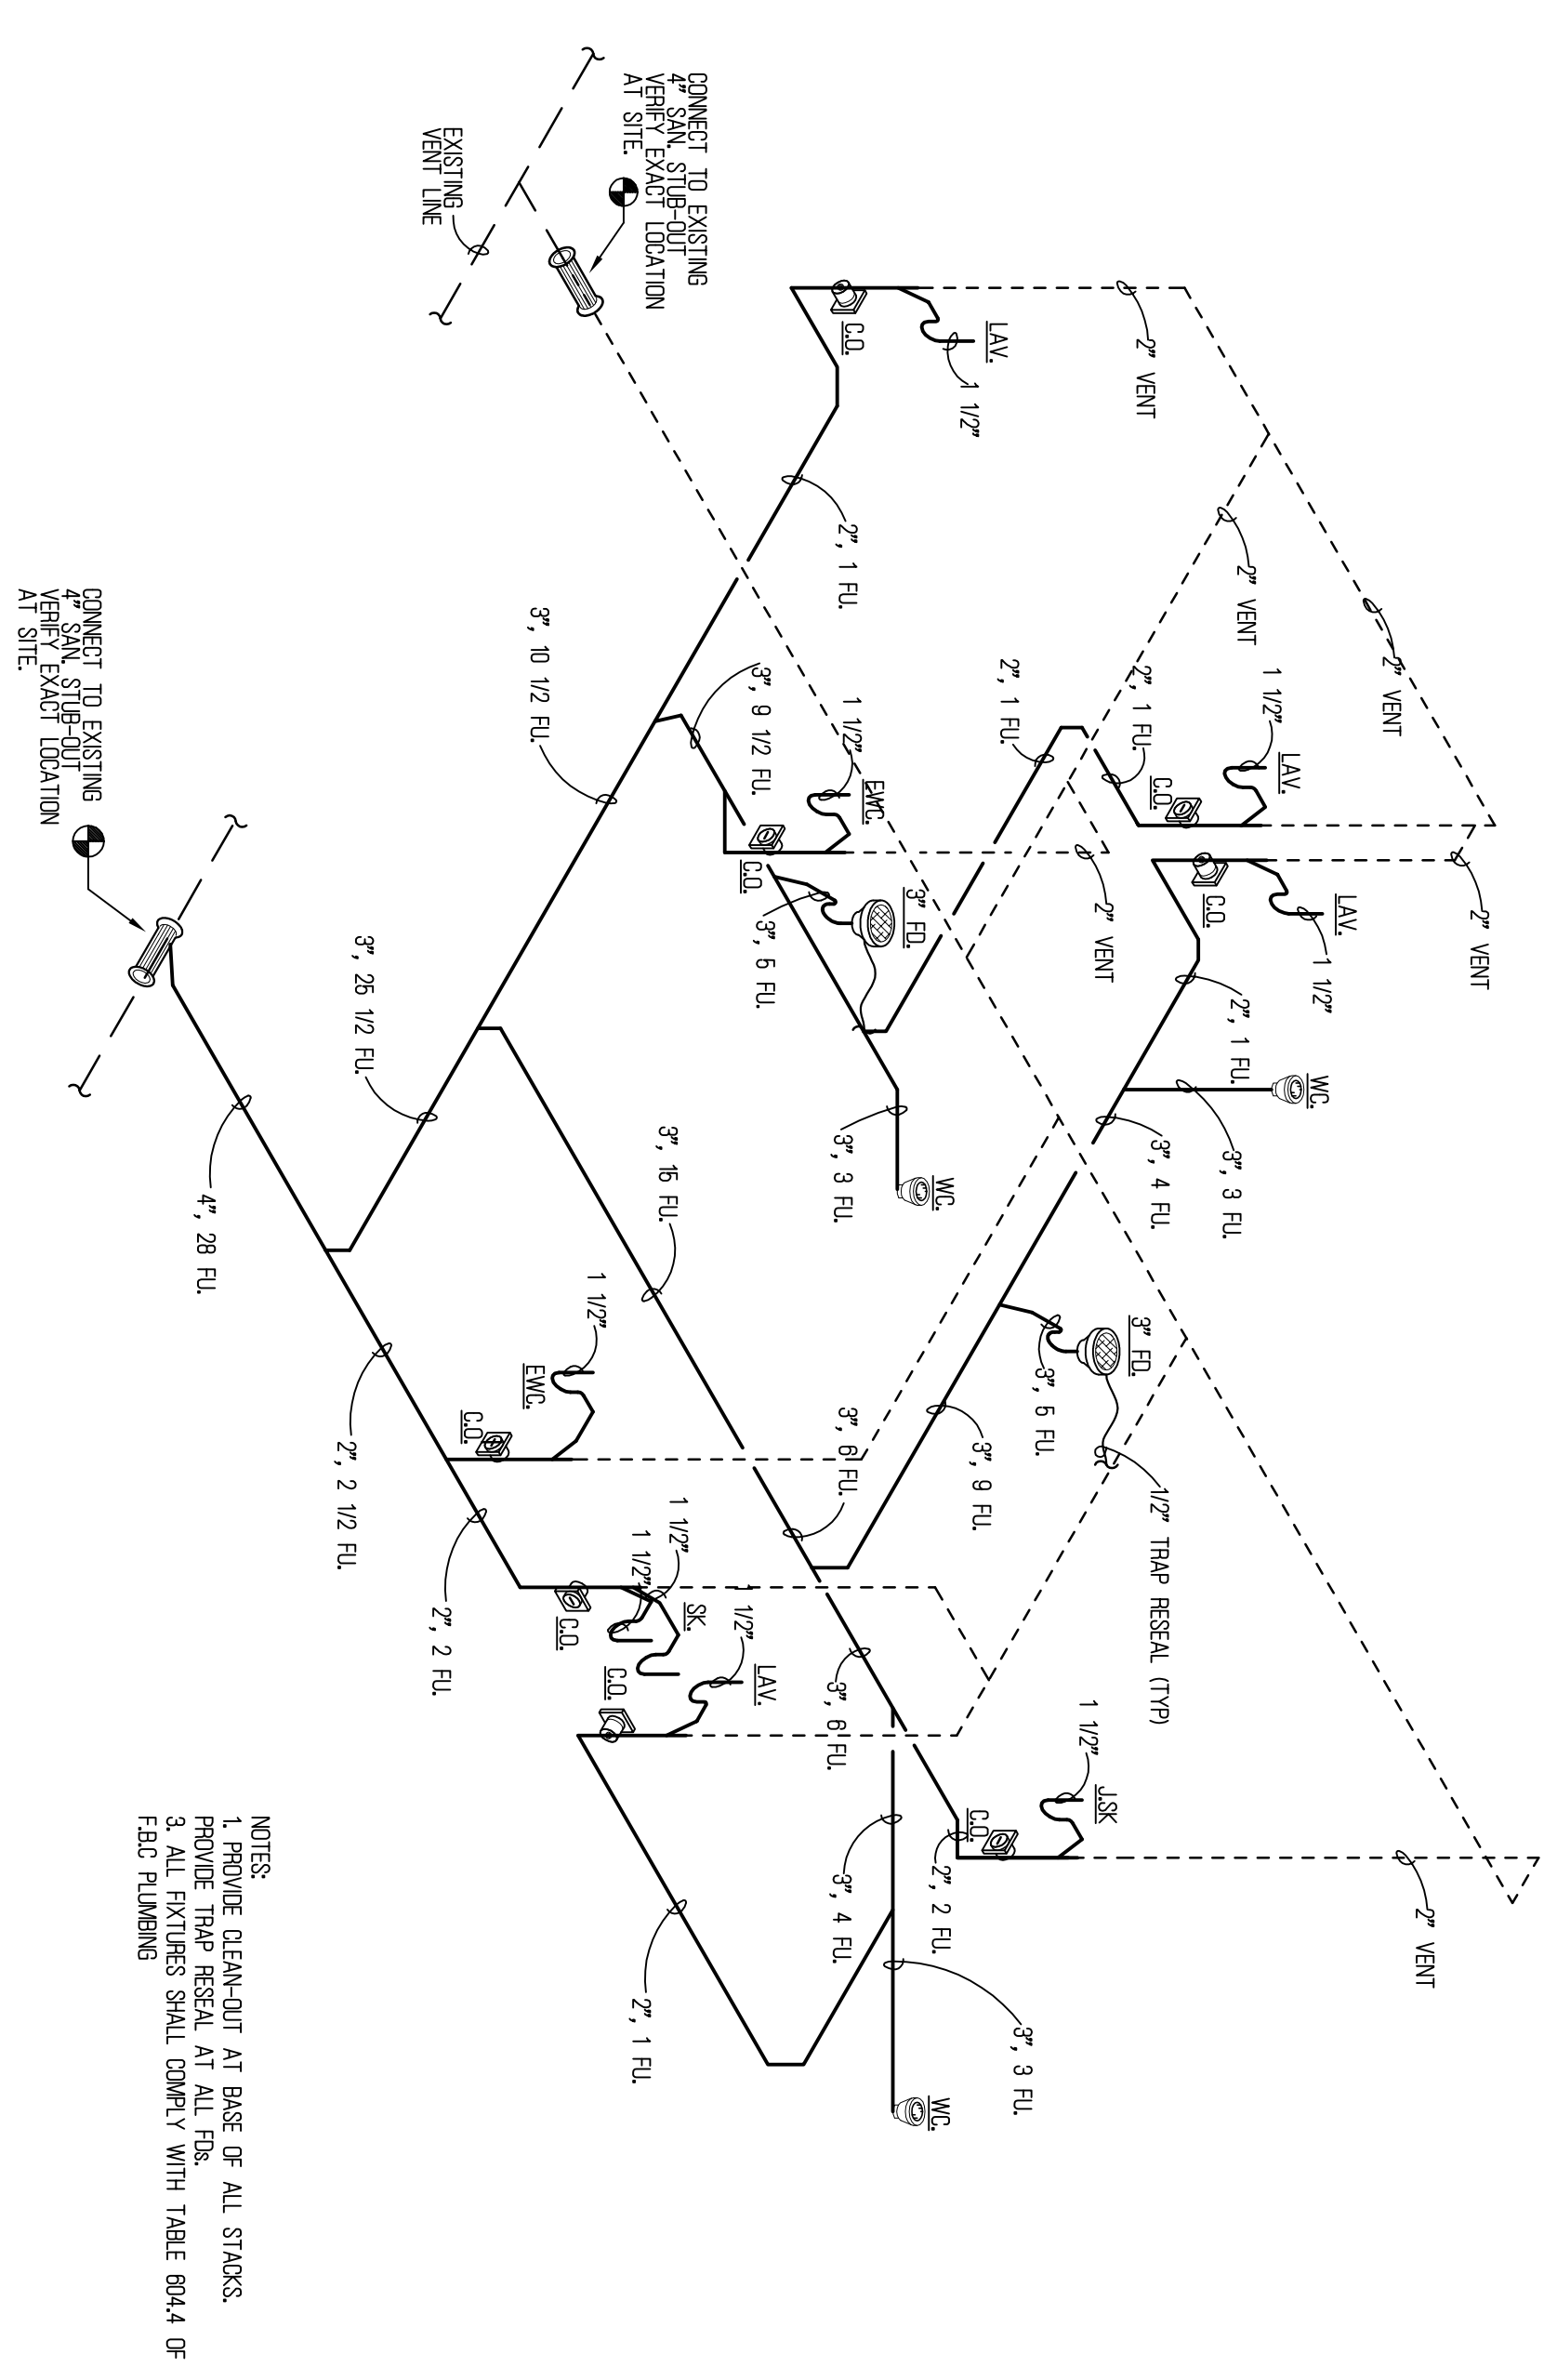 2" VENT
2" VENT
2" VENT
LAV.
1 1/2"
WC.
LAV.
1 1/2"
2" VENT
2", 1 FU.
3", 3 FU.
C.O.
C.O.
3", 4 FU.
1/2" TRAP RESEAL (TYP)
2" VENT
2", 1 FU.
3" FD.
J.SK
2" VENT
1 1/2"
3", 5 FU.
3", 3 FU.
2", 1 FU.
LAV.
3", 9 FU.
C.O.
1 1/2"
WC.
2", 2 FU.
WC.
3" FD.
EWC.
C.O.
1 1/2"
2", 1 FU.
3", 6 FU.
3", 3 FU.
3", 4 FU.
3", 6 FU.
3", 5 FU.
LAV.
3", 9 1/2 FU.
C.O.
1 1/2"
CONNECT TO EXISTING
4" SAN. STUB-OUT
VERIFY EXACT LOCATION
AT SITE.
SK.
1 1/2"
3", 15 FU.
1 1/2"
2", 1 FU.
C.O.
1 1/2"
C.O.
3", 10 1/2 FU.
EWC.
C.O.
EXISTING
VENT LINE
2", 2 FU.
3", 25 1/2 FU.
2", 2 1/2 FU.
4", 28 FU.
CONNECT TO EXISTING
4" SAN. STUB-OUT
VERIFY EXACT LOCATION
AT SITE.
NOTES:
1. PROVIDE CLEAN-OUT AT BASE OF ALL STACKS.
PROVIDE TRAP RESEAL AT ALL FDs.
3. ALL FIXTURES SHALL COMPLY WITH TABLE 604.4 OF
F.B.C PLUMBING